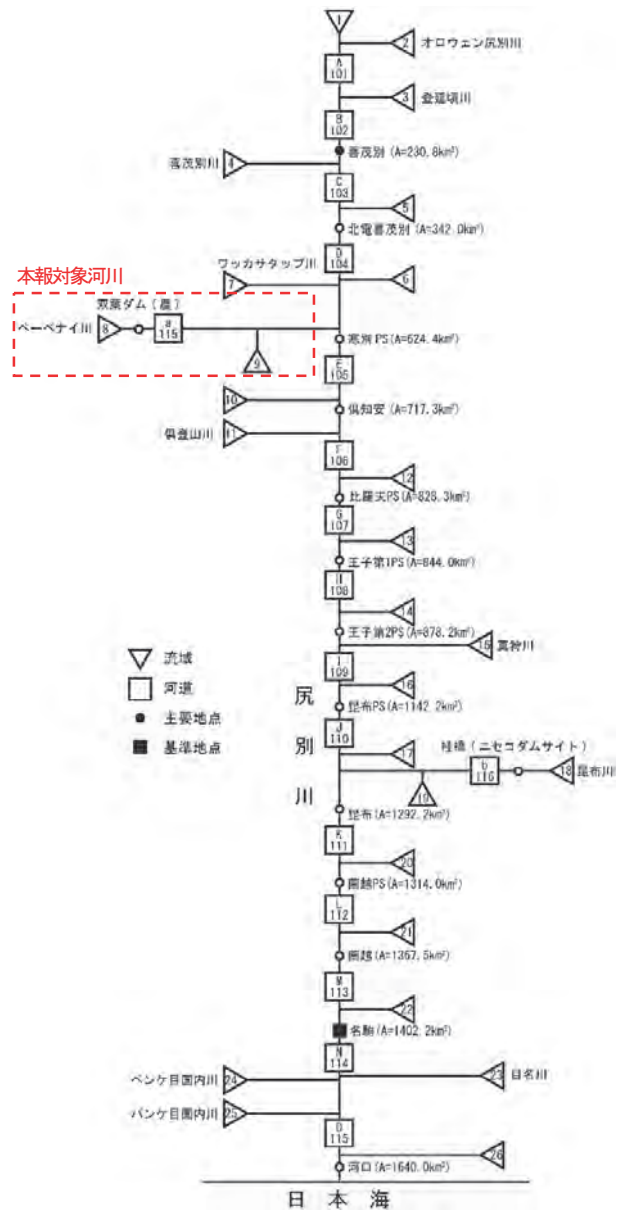 1
2 オロウェン尻別川
A
101
3 登延頃川
B
102
喜茂別 (A=230.8km²)
喜茂別川 4
C
103
5
北電喜茂別 (A=342.0km²)
D
104
ワッカサタップ川
7
6
本報対象河川
双葉ダム(農)
ペーペナイ川 8
a
115
9
寒別PS(A=624.4km²)
E
105
10
倶知安 (A=717.3km²)
倶登山川 11
F
106
12
比羅夫PS(A=828.3km²)
G
107
13
王子第1PS(A=844.0km²)
H
108
14
王子第2PS(A=878.2km²)
15 真狩川
I
109
16
昆布PS(A=1142.2km²)
J
110
17
桂橋(ニセコダムサイト)
b
116
18 昆布川
19
昆布(A=1292.2km²)
K
111
20
蘭越PS(A=1314.0km²)
L
112
21
蘭越(A=1367.5km²)
M
113
22
名駒(A=1402.2km²)
N
114
23 目名川
ペンケ目国内川 24
パンケ目国内川 25
O
115
26
河口(A=1640.0km²)
日本海
流域
河道
主要地点
基準地点
尻別川